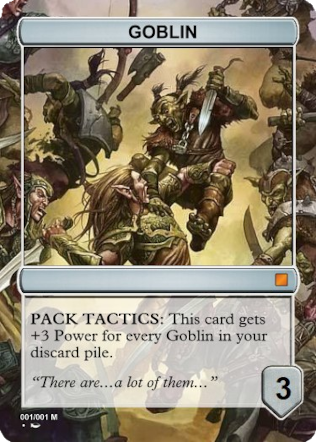 GOBLIN
PACK TACTICS: This card gets
+3 Power for every Goblin in your
discard pile.
“There are…a lot of them…”
3
001/001 M